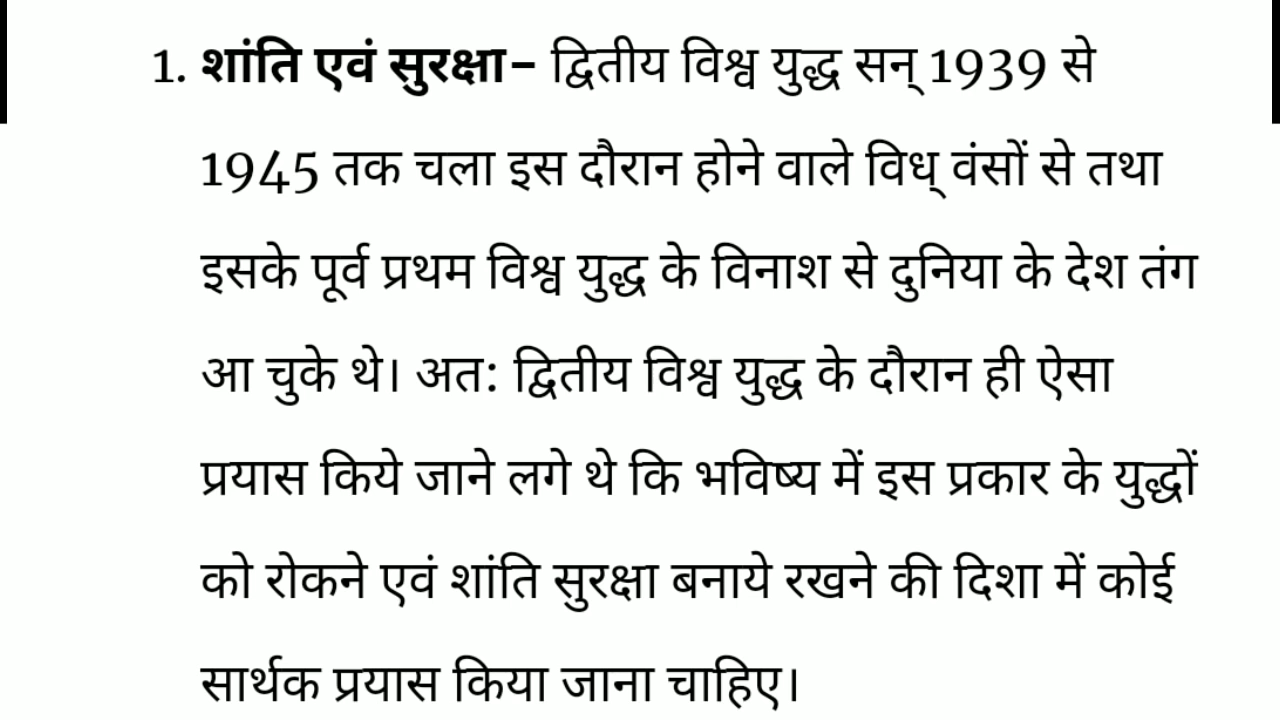 1. शांति एवं सुरक्षा- द्वितीय विश्व युद्ध सन् 1939 से
1945 तक चला इस दौरान होने वाले विध् वंसों से तथा
इसके पूर्व प्रथम विश्व युद्ध के विनाश से दुनिया के देश तंग
आ चुके थे। अत: द्वितीय विश्व युद्ध के दौरान ही ऐसा
प्रयास किये जाने लगे थे कि भविष्य में इस प्रकार के युद्धों
को रोकने एवं शांति सुरक्षा बनाये रखने की दिशा में कोई
सार्थक प्रयास किया जाना चाहिए।